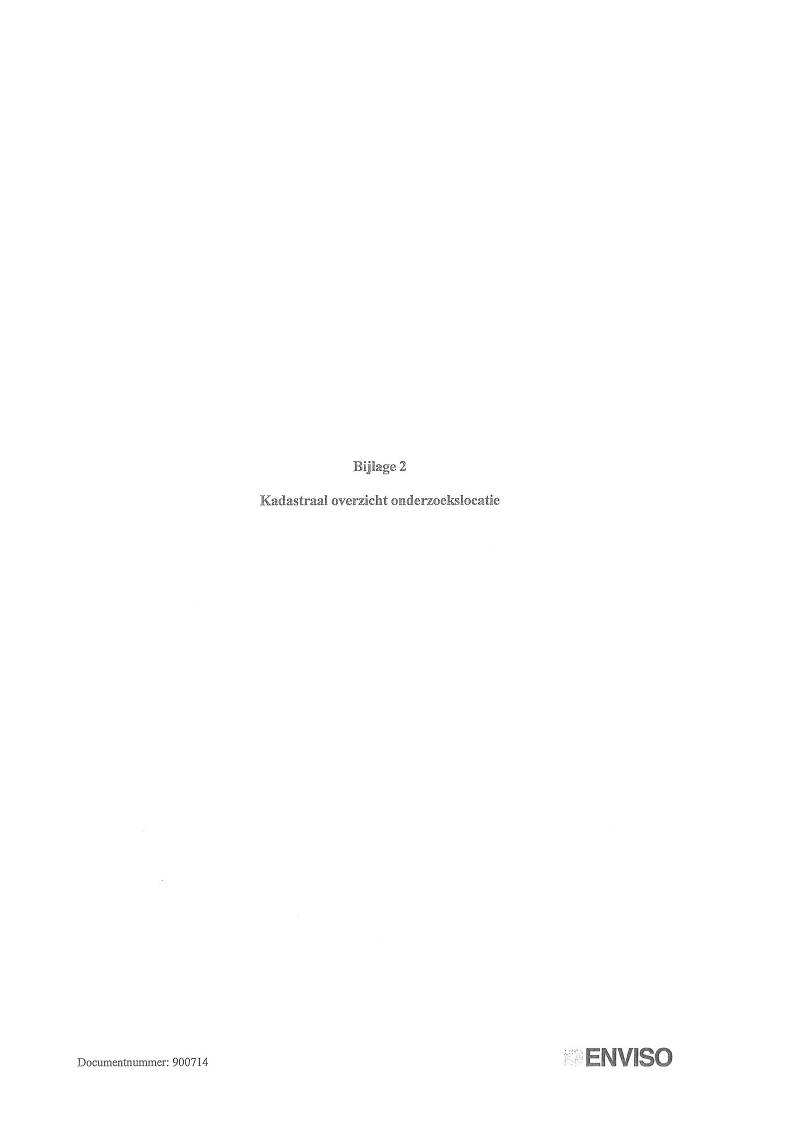 Bijlage 2
Kadastraal overzicht onderzoekslocatie
Documentnummer: 900714
ENVISO